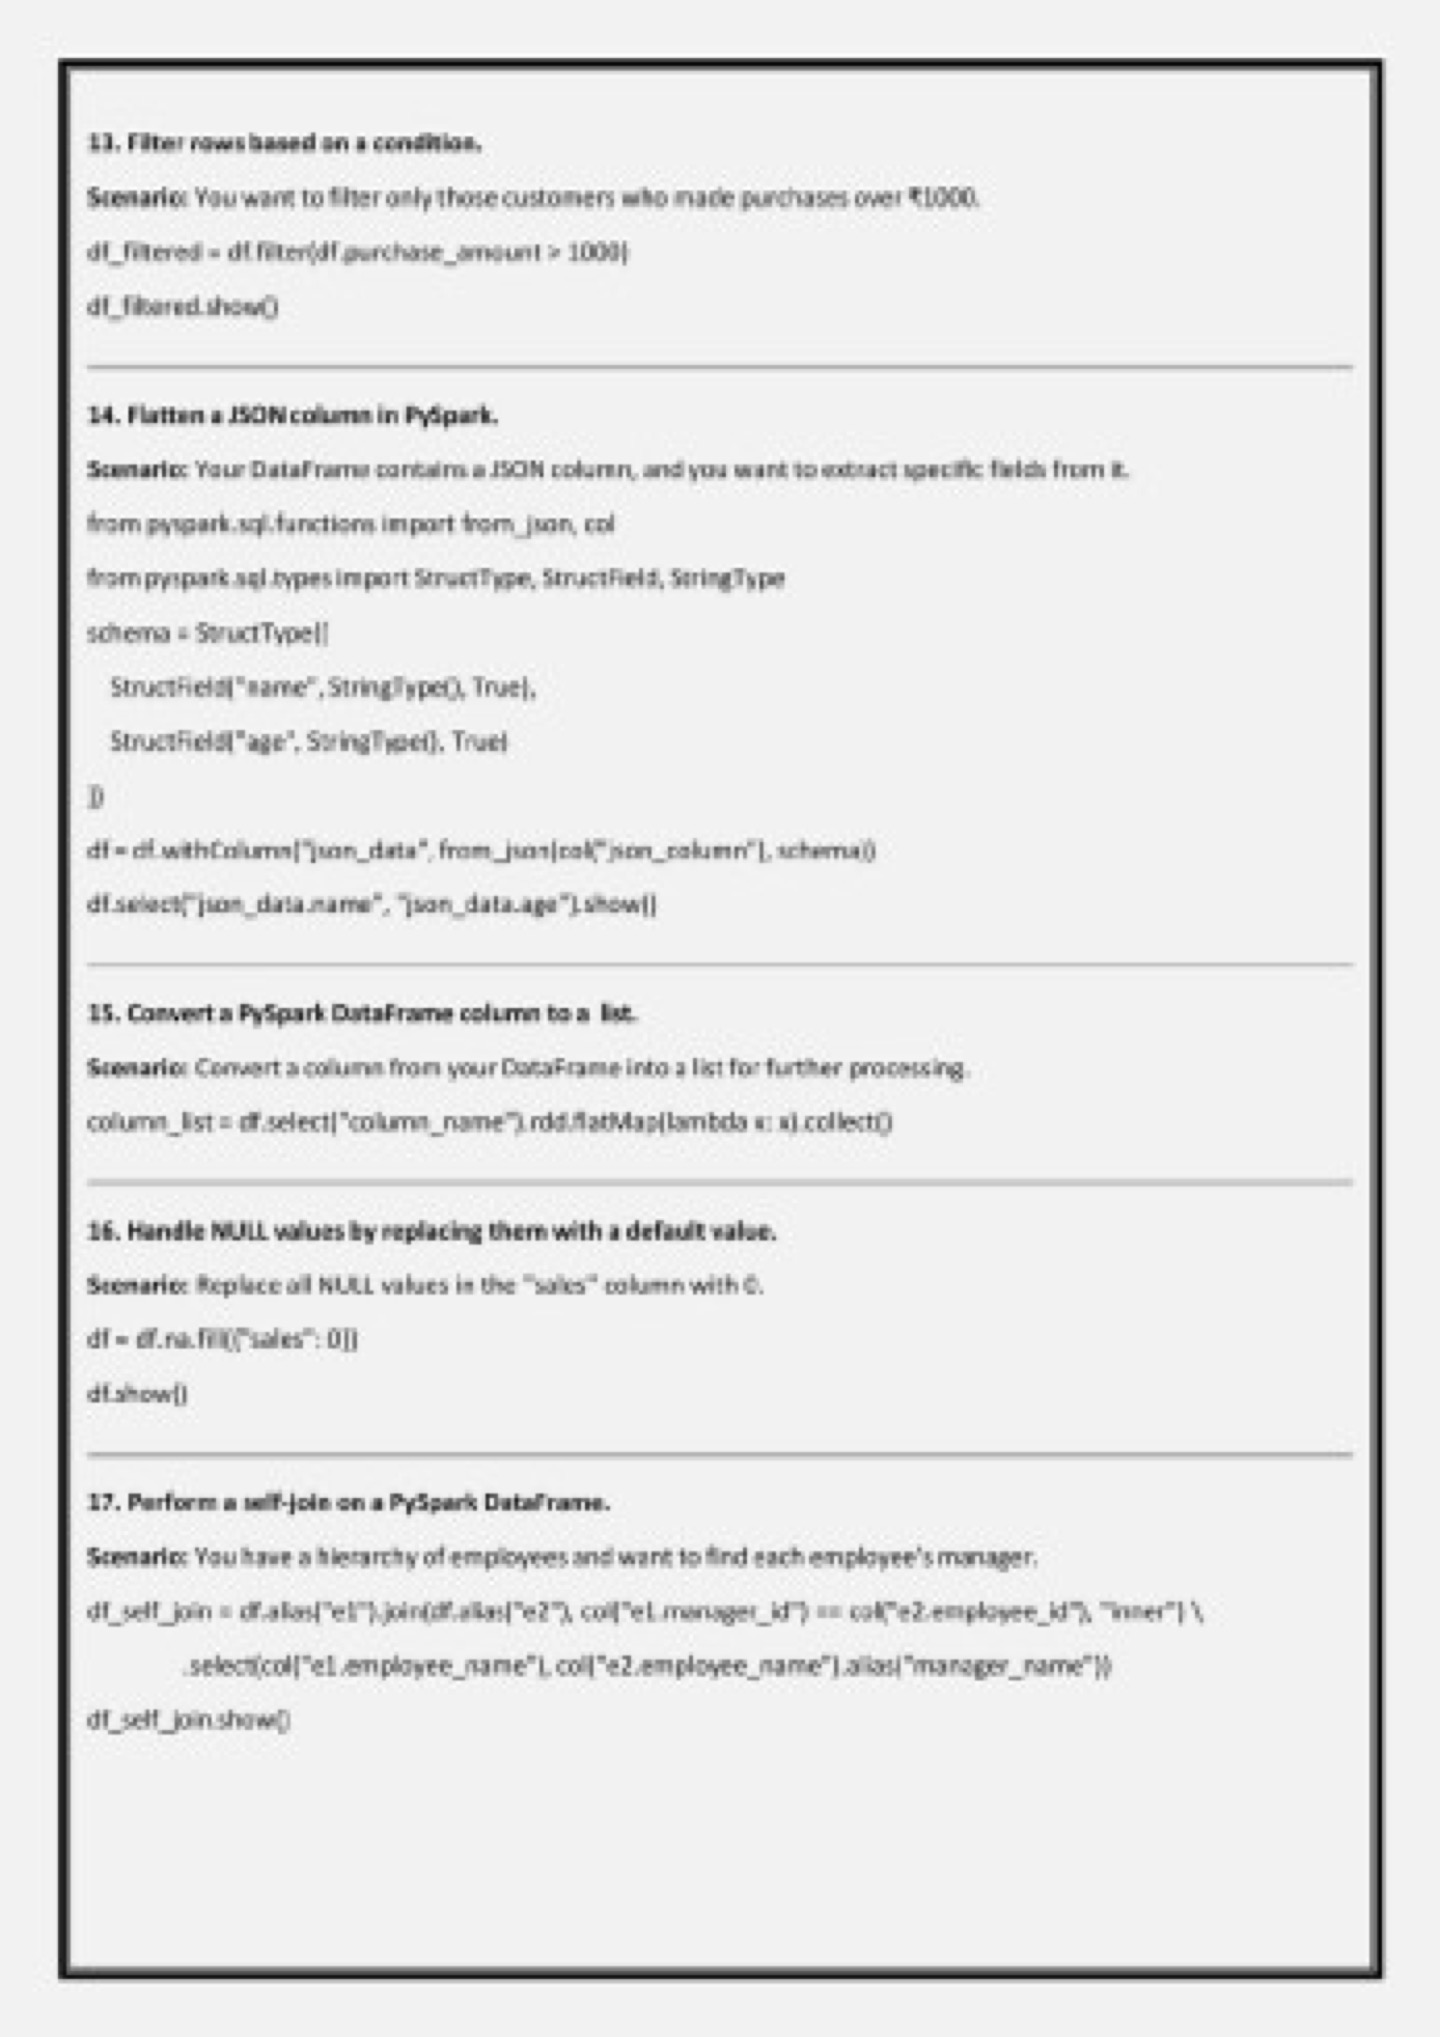 13. Filter rows based on a condition.
Scenario: You want to filter only those customers who made purchases over ₹1000.
df_filtered = df.filter(df.purchase_amount > 1000)
df_filtered.show()
14. Flatten a JSON column in PySpark.
Scenario: Your DataFrame contains a JSON column, and you want to extract specific fields from it.
from pyspark.sql.functions import from_json, col
from pyspark.sql.types import StructType, StructField, StringType
schema = StructType([
StructField("name", StringType(), True),
StructField("age", StringType(), True)
])
df = df.withColumn("json_data", from_json(col("json_column"), schema))
df.select("json_data.name", "json_data.age").show()
15. Convert a PySpark DataFrame column to a list.
Scenario: Convert a column from your DataFrame into a list for further processing.
column_list = df.select("column_name").rdd.flatMap(lambda x: x).collect()
16. Handle NULL values by replacing them with a default value.
Scenario: Replace all NULL values in the "sales" column with 0.
df = df.na.fill({"sales": 0})
df.show()
17. Perform a self-join on a PySpark DataFrame.
Scenario: You have a hierarchy of employees and want to find each employee's manager.
df_self_join = df.alias("e1").join(df.alias("e2"), col("e1.manager_id") == col("e2.employee_id"), "inner") \
.select(col("e1.employee_name"), col("e2.employee_name").alias("manager_name"))
df_self_join.show()